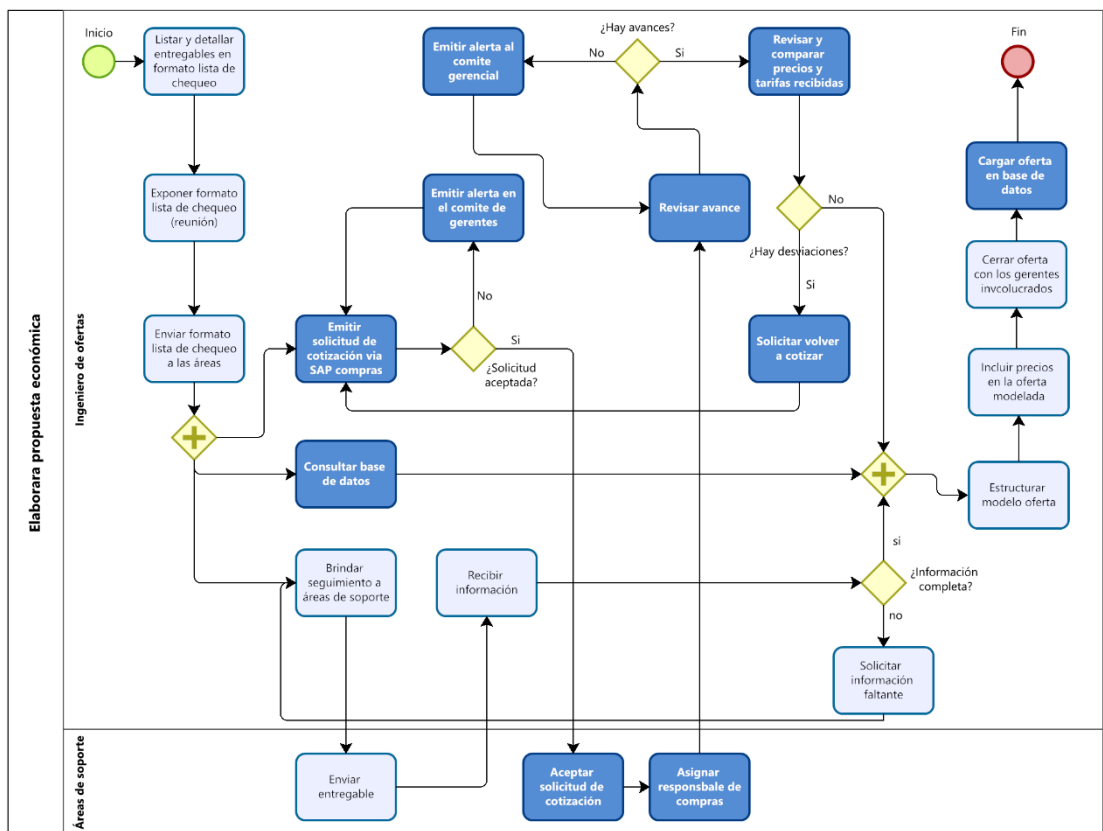 Elaborara propuesta económica
Ingeniero de ofertas
Inicio
Listar y detallar
entregables en
formato lista de
chequeo
Exponer formato
lista de chequeo
(reunión)
Enviar formato
lista de chequeo
a las áreas
Emitir
solicitud de
cotización via
SAP compras
Consultar base
de datos
Brindar
seguimiento a
áreas de soporte
Emitir alerta al
comite
gerencial
Emitir alerta en
el comite de
gerentes
No
¿Solicitud
aceptada?
Si
Recibir
información
¿Hay avances?
No
Si
Revisar avance
Revisar y
comparar
precios y
tarifas recibidas
No
¿Hay desviaciones?
Si
Solicitar volver
a cotizar
si
¿Información
completa?
no
Solicitar
información
faltante
Fin
Cargar oferta
en base de
datos
Cerrar oferta
con los gerentes
invcolucrados
Incluir precios
en la oferta
modelada
Estructurar
modelo oferta
Áreas de soporte
Enviar
entregable
Aceptar
solicitud de
cotización
Asignar
responsbale de
compras